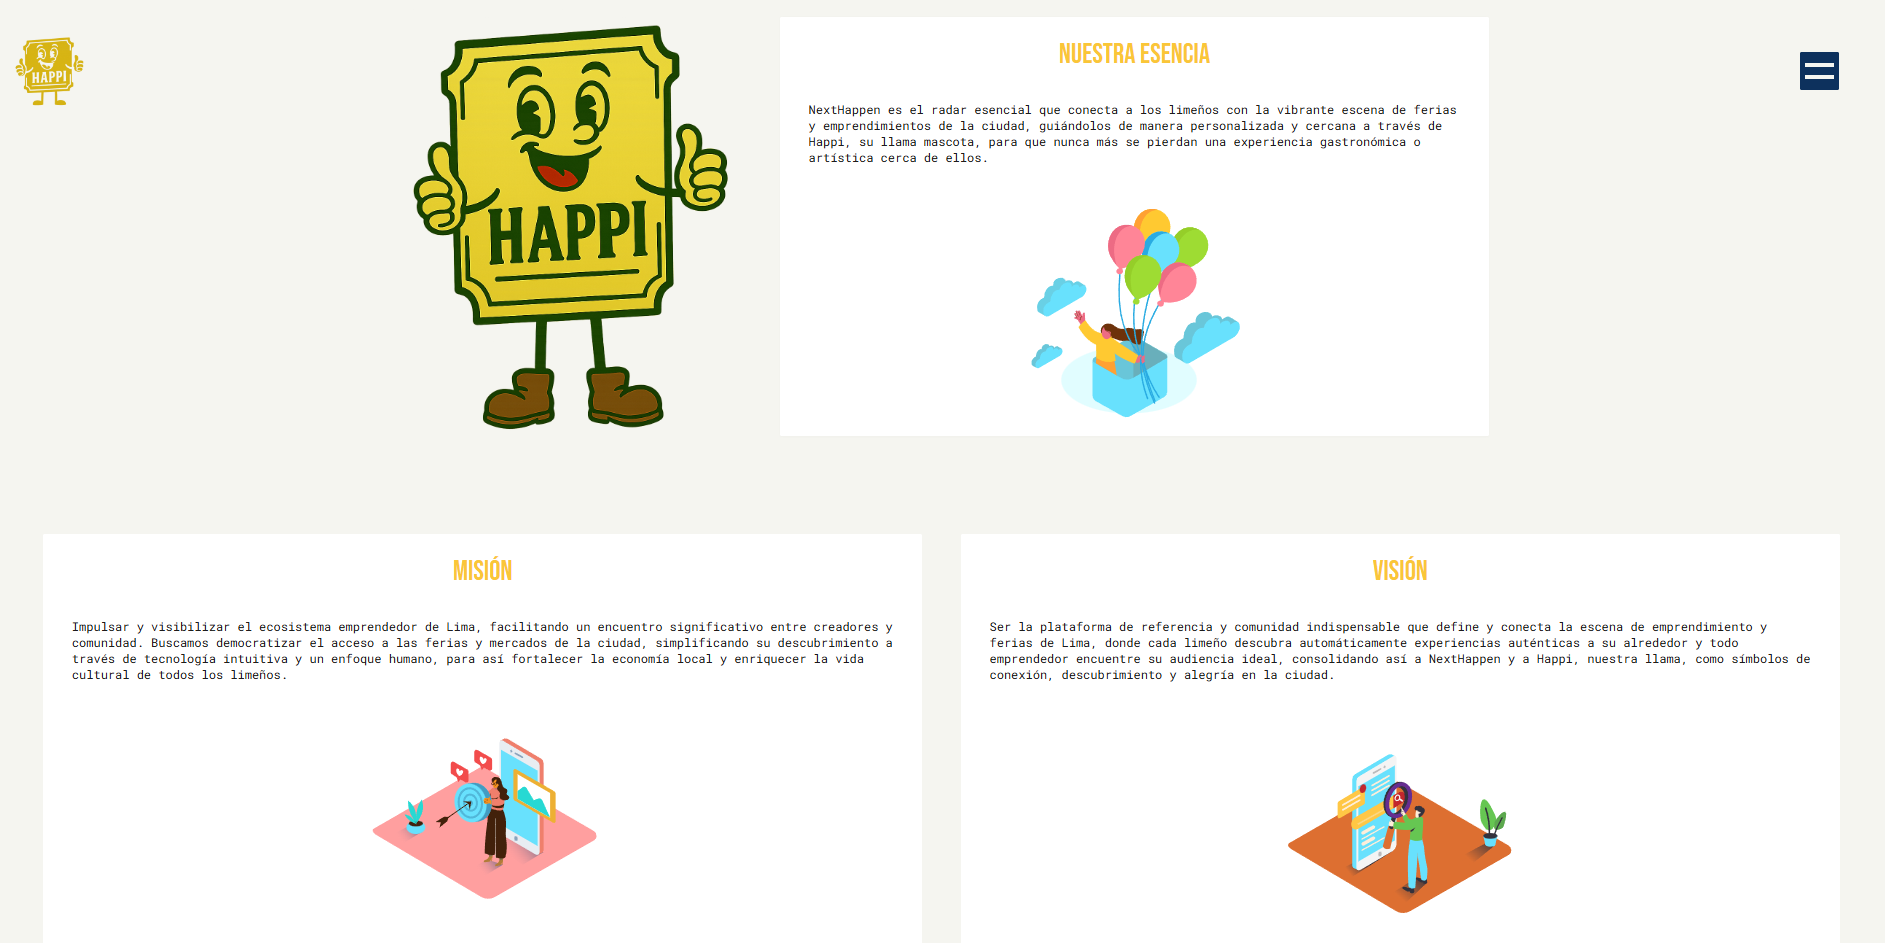 HAPPI
HAPPI
NUESTRA ESENCIA
NextHappen es el radar esencial que conecta a los limeños con la vibrante escena de ferias
y emprendimientos de la ciudad, guiándolos de manera personalizada y cercana a través de
Happi, su llama mascota, para que nunca más se pierdan una experiencia gastronómica o
artística cerca de ellos.
MISIÓN
Impulsar y visibilizar el ecosistema emprendedor de Lima, facilitando un encuentro significativo entre creadores y
comunidad. Buscamos democratizar el acceso a las ferias y mercados de la ciudad, simplificando su descubrimiento a
través de tecnología intuitiva y un enfoque humano, para así fortalecer la economía local y enriquecer la vida
cultural de todos los limeños.
VISIÓN
Ser la plataforma de referencia y comunidad indispensable que define y conecta la escena de emprendimiento y
ferias de Lima, donde cada limeño descubra automáticamente experiencias auténticas a su alrededor y todo
emprendedor encuentre su audiencia ideal, consolidando así a NextHappen y a Happi, nuestra llama, como símbolos de
conexión, descubrimiento y alegría en la ciudad.